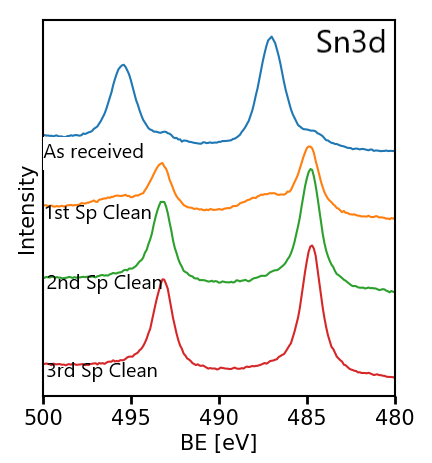 Sn3d
As received
1st Sp Clean
2nd Sp Clean
3rd Sp Clean
Intensity
500 495 490 485 480
BE [eV]